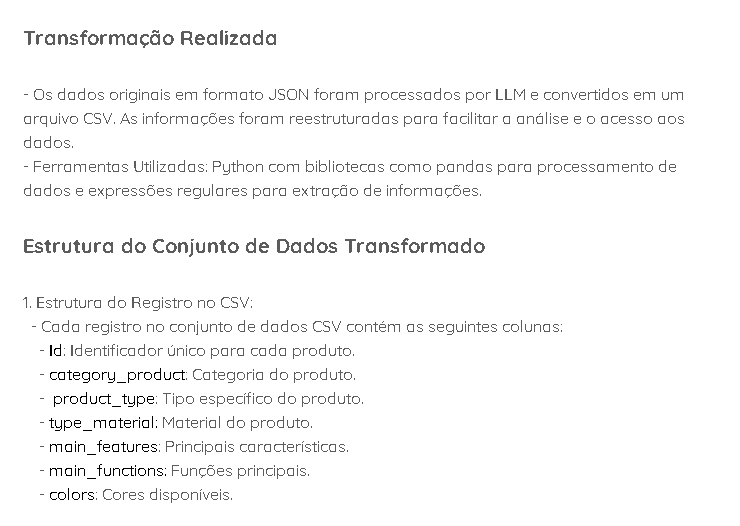 Transformação Realizada
- Os dados originais em formato JSON foram processados por LLM e convertidos em um
arquivo CSV. As informações foram reestruturadas para facilitar a análise e o acesso aos
dados.
- Ferramentas Utilizadas: Python com bibliotecas como pandas para processamento de
dados e expressões regulares para extração de informações.
Estrutura do Conjunto de Dados Transformado
1. Estrutura do Registro no CSV:
- Cada registro no conjunto de dados CSV contém as seguintes colunas:
- Id: Identificador único para cada produto.
- category_product: Categoria do produto.
- product_type: Tipo específico do produto.
- type_material: Material do produto.
- main_features: Principais características.
- main_functions: Funções principais.
- colors: Cores disponíveis.